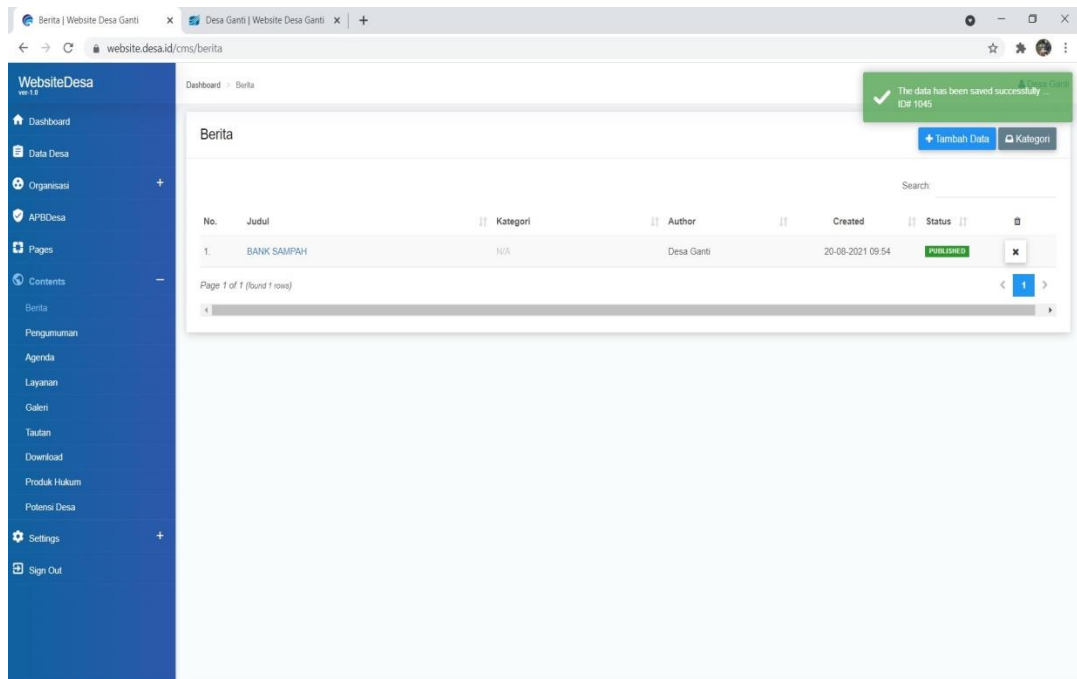 Berita | Website Desa Ganti
Desa Ganti | Website Desa Ganti
website.desa.id/cms/berita
WebsiteDesa
ver-1.0
Dashboard
Data Desa
Organisasi
APBDesa
Pages
Contents
Berita
Pengumuman
Agenda
Layanan
Galeri
Tautan
Download
Produk Hukum
Potensi Desa
Settings
Sign Out
Dashboard > Berita
Desa Ganti
The data has been saved successfully ...
ID# 1045
Berita
+ Tambah Data Kategori
Search:
No. Judul Kategori Author Created Status
1. BANK SAMPAH N/A Desa Ganti 20-08-2021 09:54 PUBLISHED
Page 1 of 1 (found 1 rows)
< 1 >